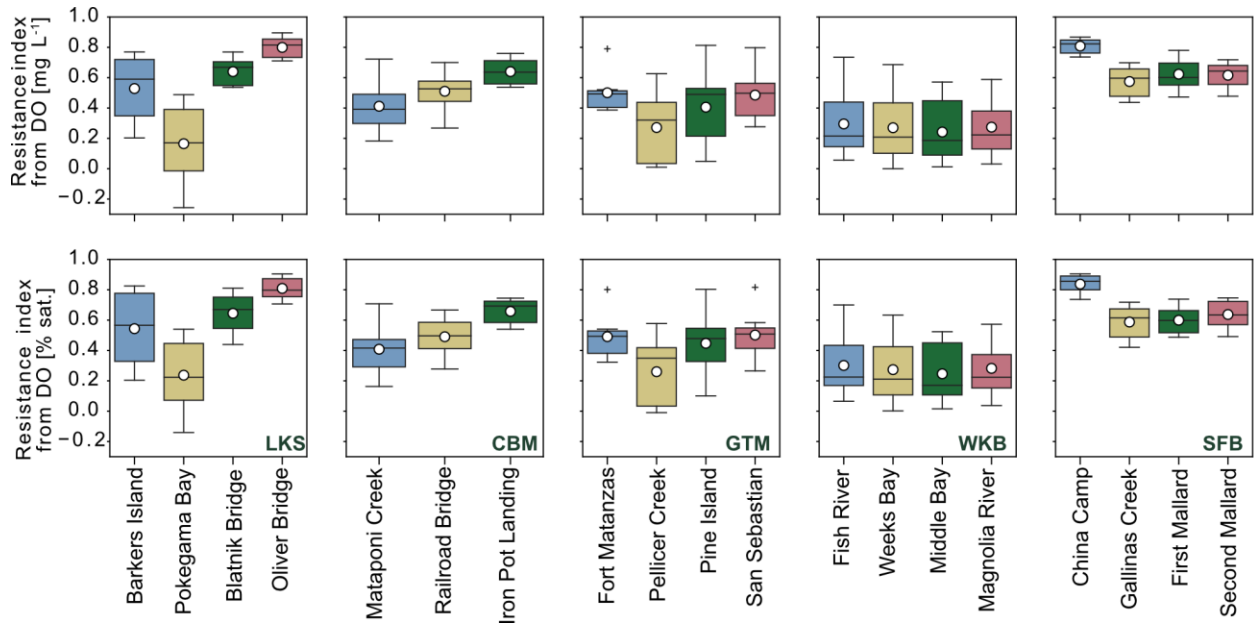 Resistance index
from DO [mg L-1]
1.0
0.8
0.6
0.4
0.2
0.0
−0.2
Resistance index
from DO [% sat.]
1.0
0.8
0.6
0.4
0.2
0.0
−0.2
LKS
CBM
GTM
WKB
SFB
Barkers Island
Pokegama Bay
Blatnik Bridge
Oliver Bridge
Mataponi Creek
Railroad Bridge
Iron Pot Landing
Fort Matanzas
Pellicer Creek
Pine Island
San Sebastian
Fish River
Weeks Bay
Middle Bay
Magnolia River
China Camp
Gallinas Creek
First Mallard
Second Mallard